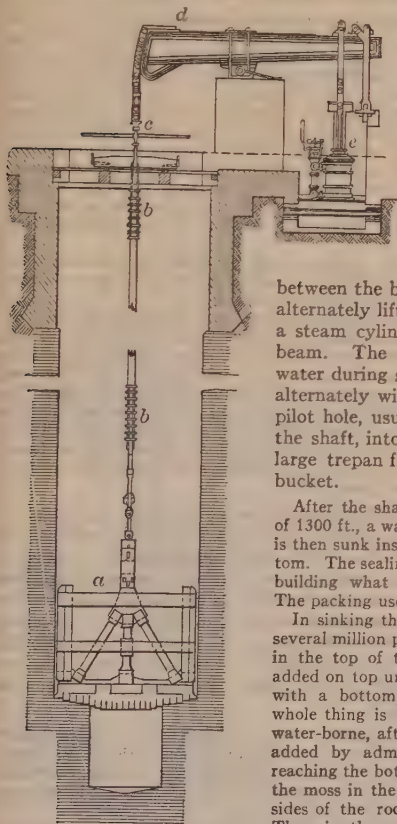 d
c
e
b
between the b
alternately lift
a steam cylin
beam. The
water during s
alternately wi
b
pilot hole, usu
the shaft, into
large trepan f
bucket.
After the sha
of 1300 ft., a wa
is then sunk ins
a
tom. The sealin
building what
The packing use
In sinking th
several million p
in the top of t
added on top un
with a bottom
whole thing is
water-borne, aft
added by adm
reaching the bot
the moss in the
sides of the roc